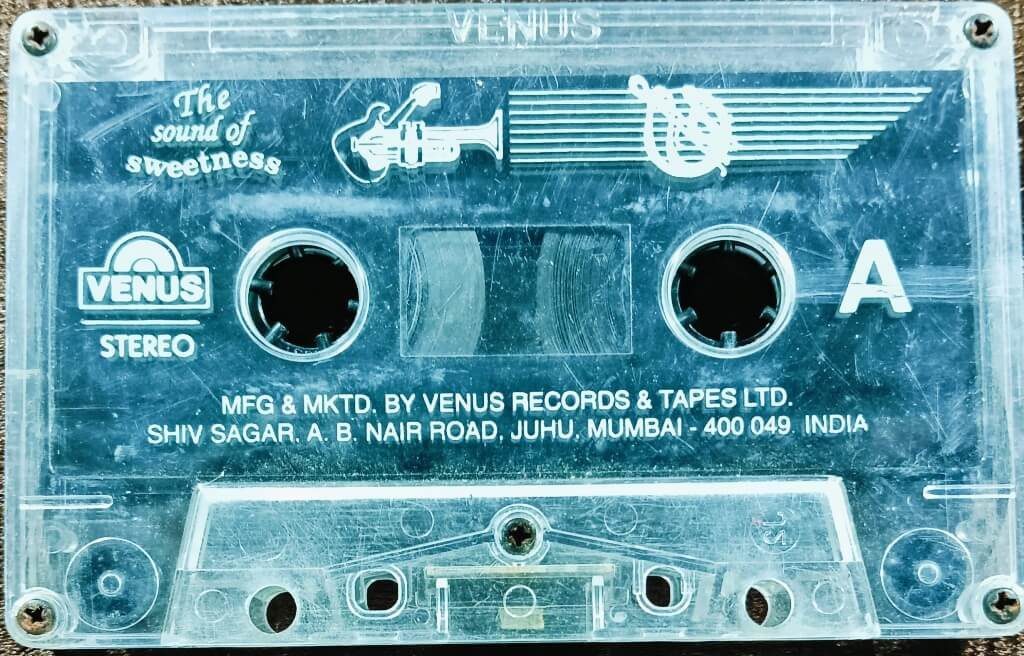 VENUS
The
sound of
sweetness
VENUS
STEREO
A
MFG & MKTD. BY VENUS RECORDS & TAPES LTD.
SHIV SAGAR, A. B. NAIR ROAD, JUHU, MUMBAI - 400 049. INDIA